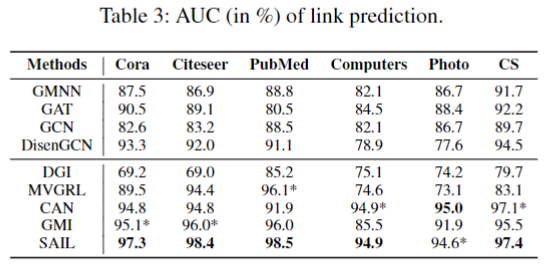 Table 3: AUC (in %) of link prediction.
Methods Cora Citeseer PubMed Computers Photo CS
GMNN 87.5 86.9 88.8 82.1 86.7 91.7
GAT 90.5 89.1 80.5 84.5 88.4 92.2
GCN 82.6 83.2 88.5 82.1 86.7 89.7
DisenGCN 93.3 92.0 91.1 78.9 77.6 94.5
DGI 69.2 69.0 85.2 75.1 74.2 79.7
MVGRL 89.5 94.4 96.1* 74.6 73.1 83.1
CAN 94.8 94.8 91.9 94.9* 95.0 97.1*
GMI 95.1* 96.0* 96.0 85.5 91.9 95.5
SAIL 97.3 98.4 98.5 94.9 94.6* 97.4